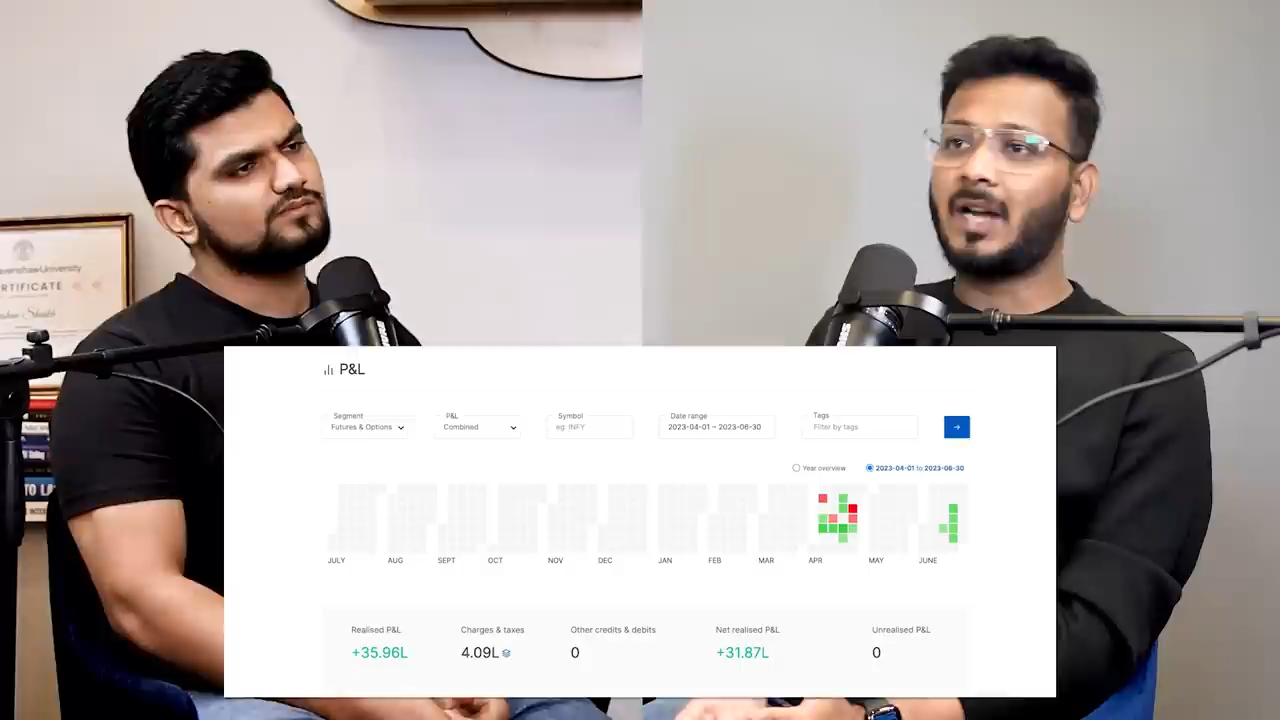 CERTIFICATE
P&L
Segment
Futures & Options
P&L
Combined
Symbol
eg: INFY
Date range
2023-04-01 ~ 2023-06-30
Tags
Filter by tags
Year overview
2023-04-01 to 2023-06-30
JULY AUG SEPT OCT NOV DEC JAN FEB MAR APR MAY JUNE
Realised P&L
+35.96L
Charges & taxes
4.09L
Other credits & debits
0
Net realised P&L
+31.87L
Unrealised P&L
0